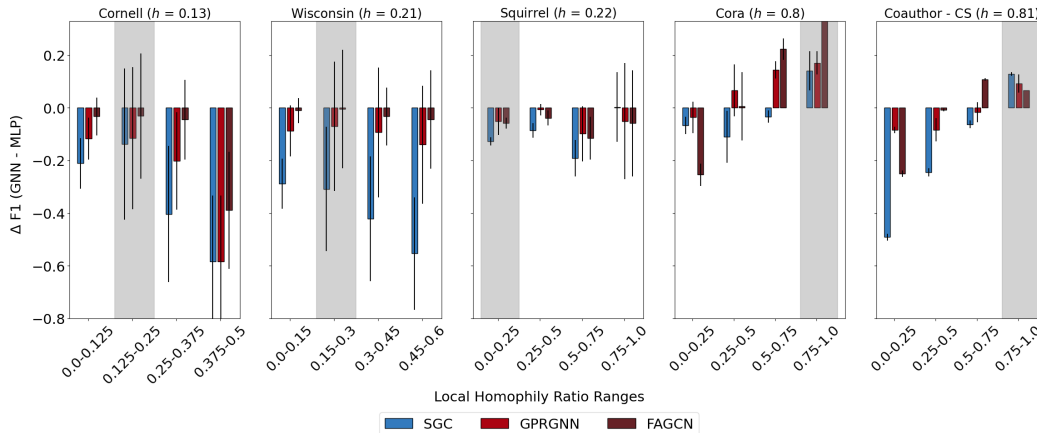 Cornell (h = 0.13)
Wisconsin (h = 0.21)
Squirrel (h = 0.22)
Cora (h = 0.8)
Coauthor - CS (h = 0.81)
Δ F1 (GNN - MLP)
0.2
0.0
−0.2
−0.4
−0.6
−0.8
0.0-0.125
0.125-0.25
0.25-0.375
0.375-0.5
0.0-0.15
0.15-0.3
0.3-0.45
0.45-0.6
0.0-0.25
0.25-0.5
0.5-0.75
0.75-1.0
0.0-0.25
0.25-0.5
0.5-0.75
0.75-1.0
0.0-0.25
0.25-0.5
0.5-0.75
0.75-1.0
Local Homophily Ratio Ranges
SGC
GPRGNN
FAGCN